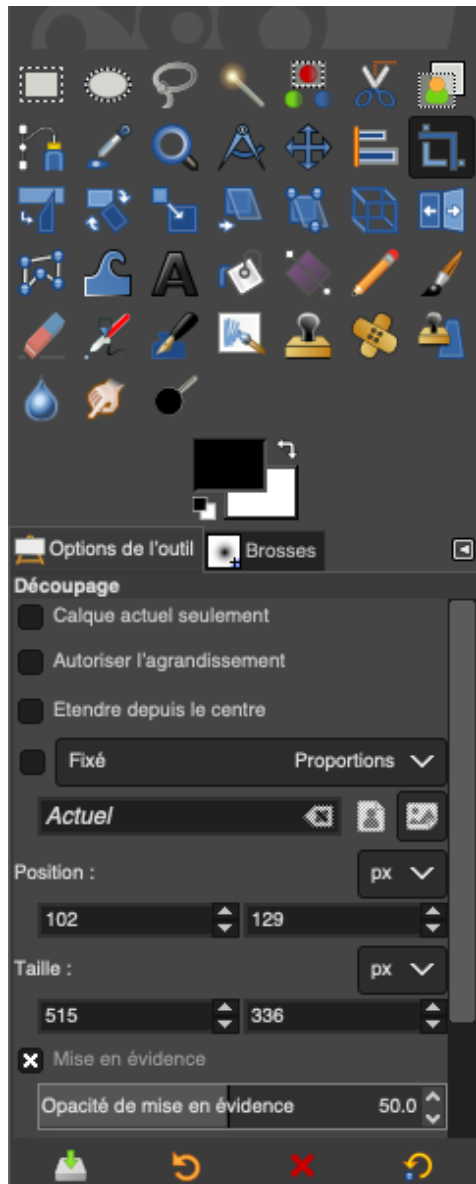 Options de l'outil Brosses
Découpage
Calque actuel seulement
Autoriser l'agrandissement
Etendre depuis le centre
Fixé Proportions
Actuel
Position : px
102 129
Taille : px
515 336
Mise en évidence
Opacité de mise en évidence 50.0